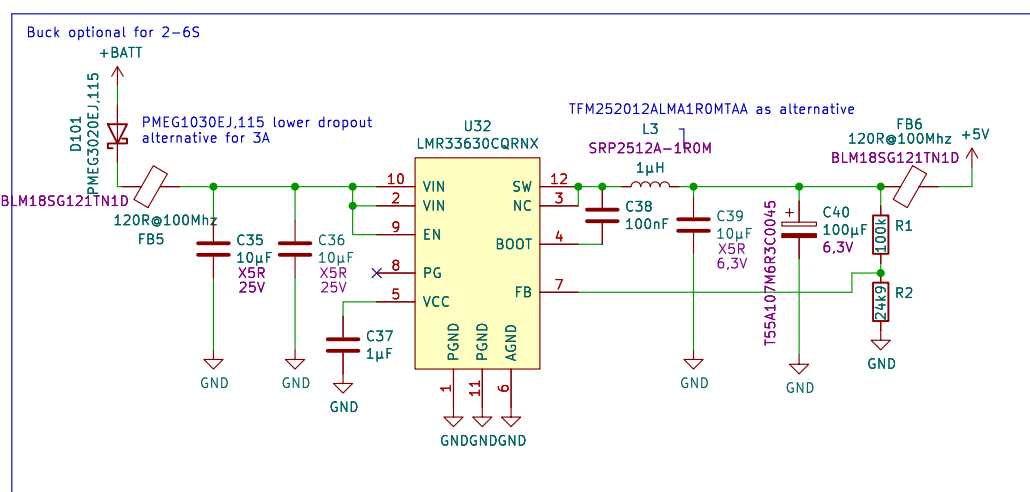 Buck optional for 2-6S
+BATT
D101
PMEG3020EJ,115
PMEG1030EJ,115 lower dropout
alternative for 3A
BLM18SG121TN1D
120R@100Mhz
FB5
C35
10µF
X5R
25V
GND
C36
10µF
X5R
25V
GND
C37
1µF
GND
U32
LMR33630CQRNX
10
VIN
2
VIN
9
EN
8
PG
5
VCC
SW
12
NC
3
BOOT
4
FB
7
PGND
1
PGND
11
AGND
6
GND
GND
GND
C38
100nF
TFM252012ALMA1R0MTAA as alternative
L3
SRP2512A-1R0M
1µH
C39
10µF
X5R
6,3V
GND
T55A107M6R3C0045
+
C40
100µF
6,3V
GND
FB6
120R@100Mhz
BLM18SG121TN1D
+5V
100k
R1
24k9
R2
GND